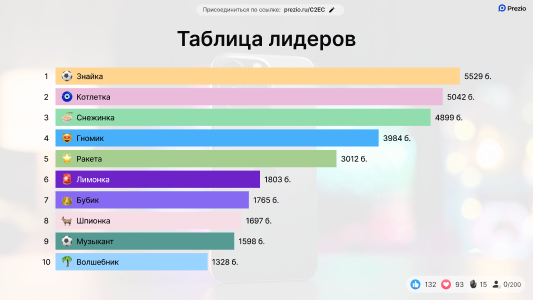 Присоединиться по ссылке: prezio.ru/C2EC
Prezio
Таблица лидеров
1 Знайка 5529 б.
2 Котлетка 5042 б.
3 Снежинка 4899 б.
4 Гномик 3984 б.
5 Ракета 3012 б.
6 Лимонка 1803 б.
7 Бубик 1765 б.
8 Шпионка 1697 б.
9 Музыкант 1598 б.
10 Волшебник 1328 б.
132 93 15 0/200